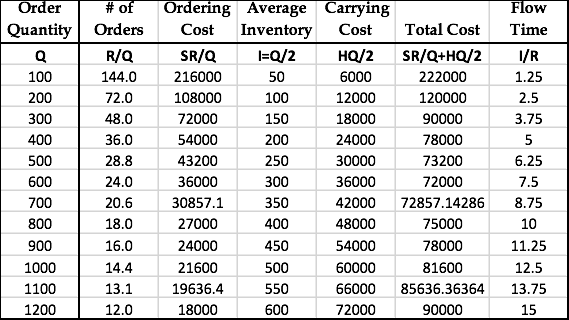 Order # of Ordering Average Carrying Flow
Quantity Orders Cost Inventory Cost Total Cost Time
Q R/Q SR/Q I=Q/2 HQ/2 SR/Q+HQ/2 I/R
100 144.0 216000 50 6000 222000 1.25
200 72.0 108000 100 12000 120000 2.5
300 48.0 72000 150 18000 90000 3.75
400 36.0 54000 200 24000 78000 5
500 28.8 43200 250 30000 73200 6.25
600 24.0 36000 300 36000 72000 7.5
700 20.6 30857.1 350 42000 72857.14286 8.75
800 18.0 27000 400 48000 75000 10
900 16.0 24000 450 54000 78000 11.25
1000 14.4 21600 500 60000 81600 12.5
1100 13.1 19636.4 550 66000 85636.36364 13.75
1200 12.0 18000 600 72000 90000 15